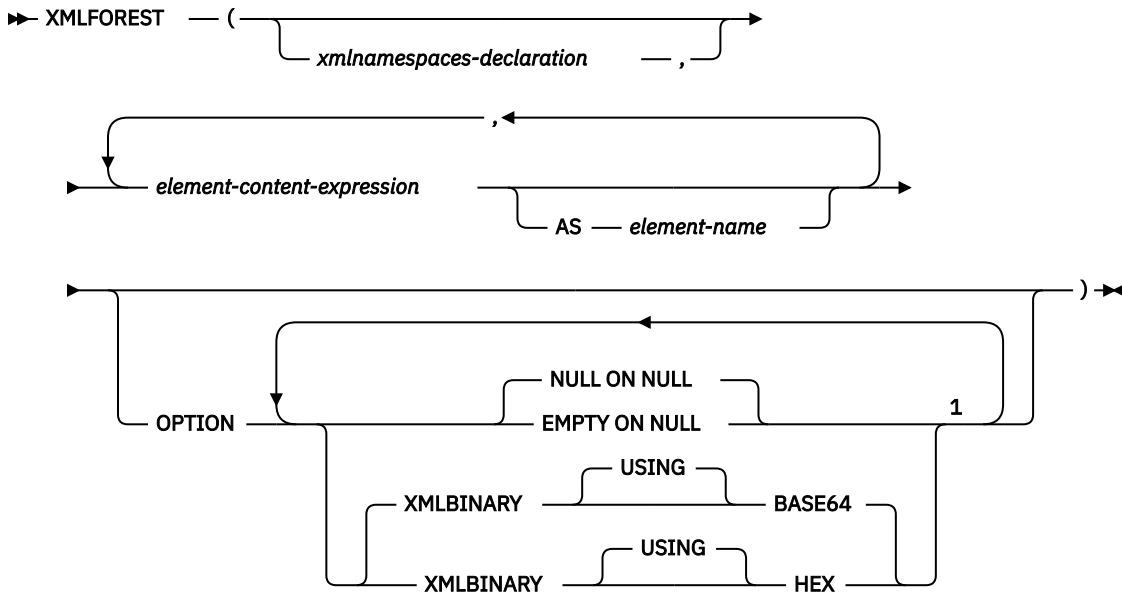 XMLFOREST (
xmlnamespaces-declaration ,
,
element-content-expression
AS element-name
)
NULL ON NULL 1
OPTION EMPTY ON NULL
USING
XMLBINARY BASE64
USING
XMLBINARY HEX